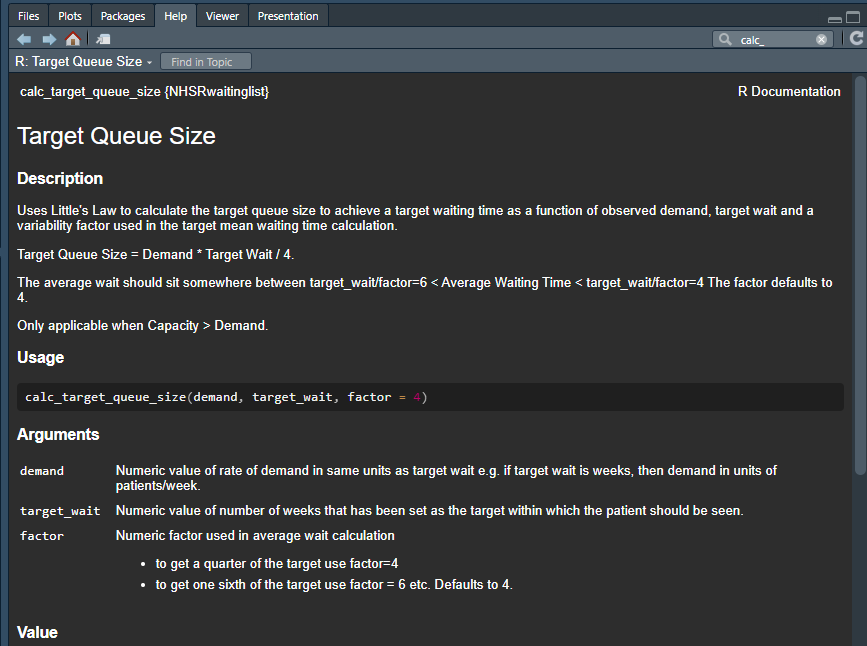 Files Plots Packages Help Viewer Presentation
calc_
R: Target Queue Size Find in Topic
calc_target_queue_size {NHSRwaitinglist} R Documentation
Target Queue Size
Description
Uses Little's Law to calculate the target queue size to achieve a target waiting time as a function of observed demand, target wait and a
variability factor used in the target mean waiting time calculation.
Target Queue Size = Demand * Target Wait / 4.
The average wait should sit somewhere between target_wait/factor=6 < Average Waiting Time < target_wait/factor=4 The factor defaults to
4.
Only applicable when Capacity > Demand.
Usage
calc_target_queue_size(demand, target_wait, factor = 4)
Arguments
demand Numeric value of rate of demand in same units as target wait e.g. if target wait is weeks, then demand in units of
patients/week.
target_wait Numeric value of number of weeks that has been set as the target within which the patient should be seen.
factor Numeric factor used in average wait calculation
• to get a quarter of the target use factor=4
• to get one sixth of the target use factor = 6 etc. Defaults to 4.
Value